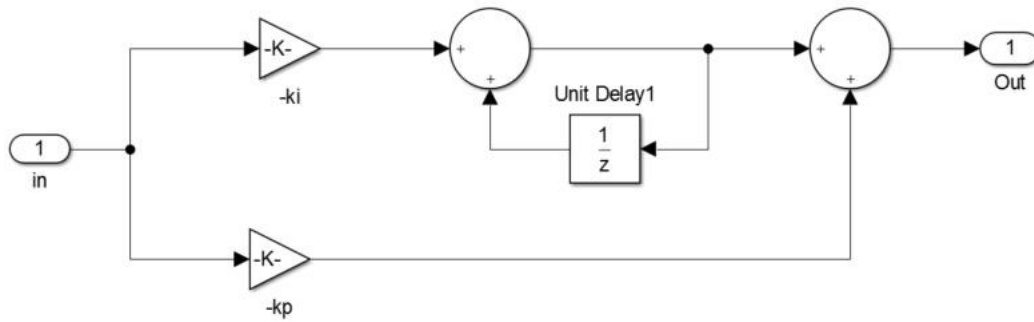 -K-
-ki
+
+
Unit Delay1
1
z
+
+
1
Out
1
in
-K-
-kp